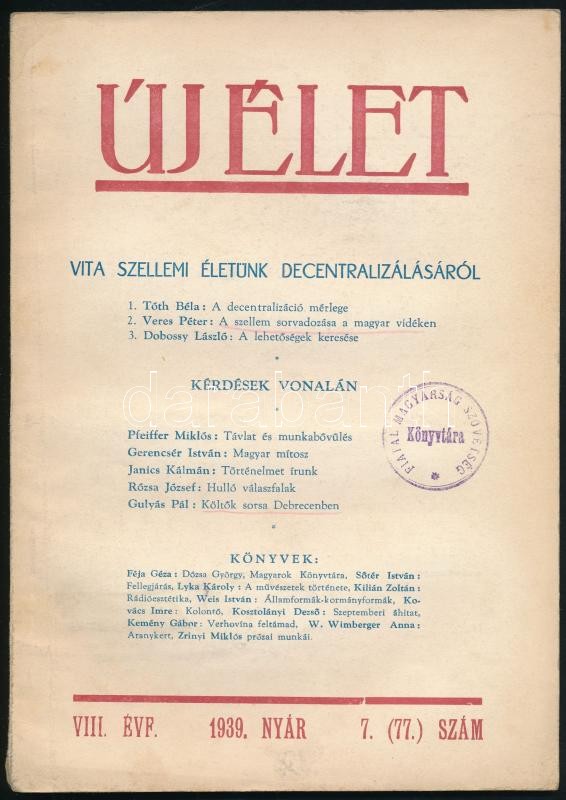 ÚJ ÉLET
VITA SZELLEMI ÉLETÜNK DECENTRALIZÁLÁSÁRÓL
1. Tóth Béla: A decentralizáció mérlege
2. Veres Péter: A szellem sorvadozása a magyar vidéken
3. Dobossy László: A lehetőségek keresése
KÉRDÉSEK VONALÁN
Pfeiffer Miklós: Távlat és munkabővülés
Gerencsér István: Magyar mítosz
Janics Kálmán: Történelmet írunk
Rózsa József: Hulló válaszfalak
Gulyás Pál: Költők sorsa Debrecenben
FIATAL MAGYARSÁG SZÖVETSÉG
Könyvtára
KÖNYVEK:
Féja Géza: Dózsa György, Magyarok Könyvtára, Sőtér István:
Fellegjárás, Lyka Károly: A művészetek története, Kilián Zoltán:
Rádióesztétika, Weis István: Államformák-kormányformák, Ko-
vács Imre: Kolontó, Kosztolányi Dezső: Szeptemberi áhitat,
Kemény Gábor: Verhovina feltámad, W. Wimberger Anna:
Aranykert, Zrinyi Miklós prózai munkái.
VIII. ÉVF. 1939. NYÁR 7. (77.) SZÁM
darabanth